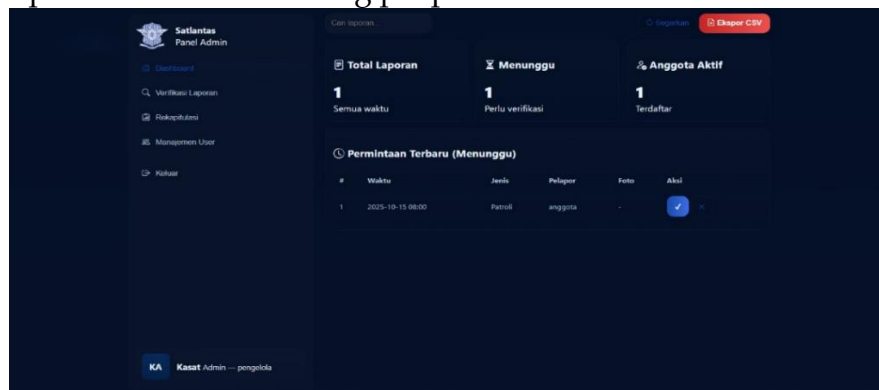 Satlantas
Panel Admin
Dashboard
Verifikasi Laporan
Rekapitulasi
Manajemen User
Keluar
KA Kasat Admin — pengelola
Cari laporan...
Segarkan
Ekspor CSV
Total Laporan
1
Semua waktu
Menunggu
1
Perlu verifikasi
Anggota Aktif
1
Terdaftar
Permintaan Terbaru (Menunggu)
# Waktu Jenis Pelapor Foto Aksi
1 2025-10-15 08:00 Patroli anggota -